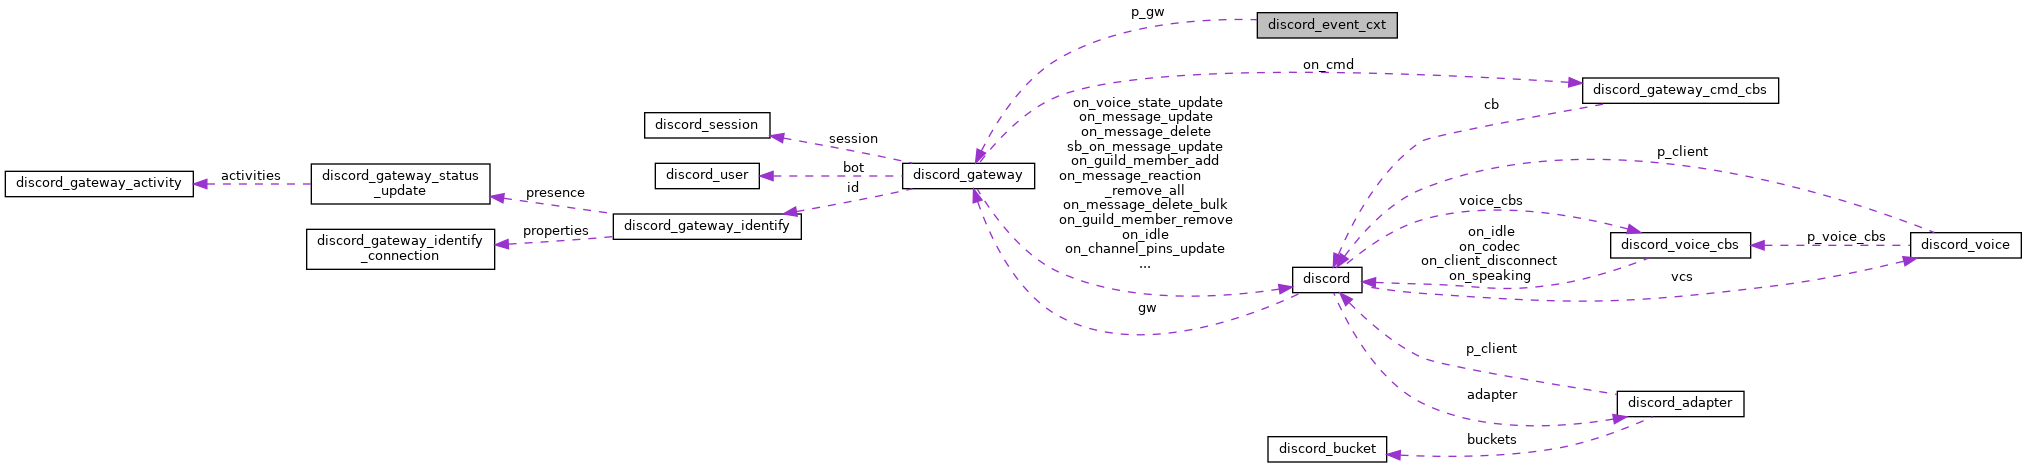 p_gw
discord_event_cxt
on_cmd
discord_gateway_cmd_cbs
cb
on_voice_state_update
on_message_update
on_message_delete
sb_on_message_update
on_guild_member_add
on_message_reaction
_remove_all
on_message_delete_bulk
on_guild_member_remove
on_idle
on_channel_pins_update
...
discord_session
session
discord_user
bot
discord_gateway
id
discord_gateway_activity
activities
discord_gateway_status
_update
presence
discord_gateway_identify
properties
discord_gateway_identify
_connection
p_client
voice_cbs
on_idle
on_codec
on_client_disconnect
on_speaking
discord_voice_cbs
p_voice_cbs
discord_voice
vcs
discord
gw
p_client
adapter
discord_adapter
buckets
discord_bucket